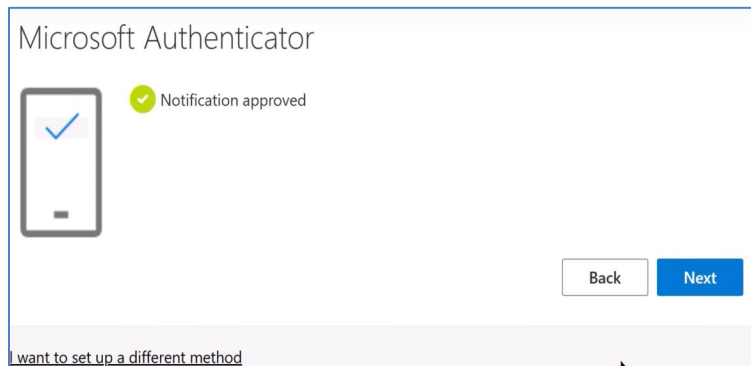 Microsoft Authenticator
Notification approved
Back Next
I want to set up a different method